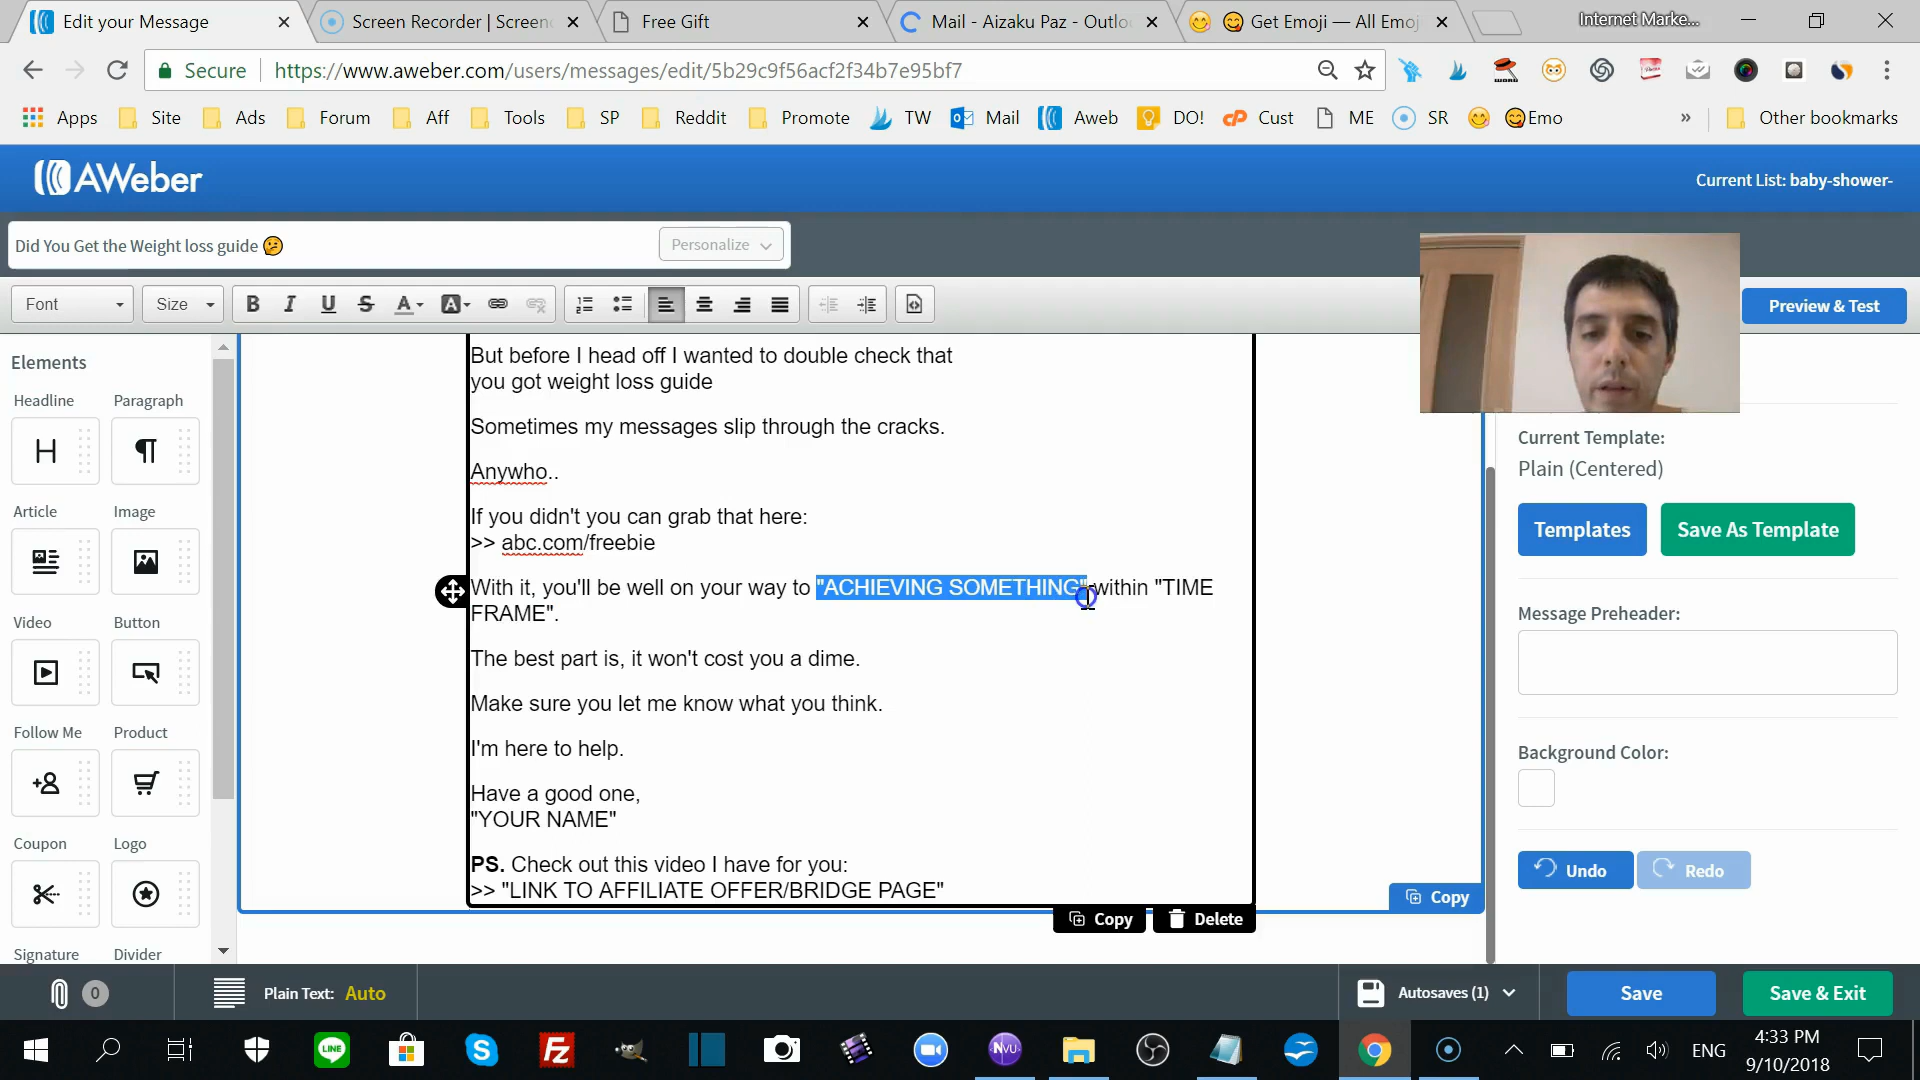 Edit your Message
Screen Recorder | Screenc
Free Gift
Mail - Aizaku Paz - Outlo
Get Emoji — All Emoj
Internet Marke...
Secure
https://www.aweber.com/users/messages/edit/5b29c9f56acf2f34b7e95bf7
Apps
Site
Ads
Forum
Aff
Tools
SP
Reddit
Promote
TW
Mail
Aweb
DO!
Cust
ME
SR
Emo
»
Other bookmarks
AWeber
Current List: baby-shower-
Did You Get the Weight loss guide 🤔
Personalize
Font
Size
B I U S A A
Preview & Test
Elements
Headline
Paragraph
Article
Image
Video
Button
Follow Me
Product
Coupon
Logo
Signature
Divider
But before I head off I wanted to double check that
you got weight loss guide
Sometimes my messages slip through the cracks.
Anywho..
If you didn't you can grab that here:
>> abc.com/freebie
With it, you'll be well on your way to "ACHIEVING SOMETHING" within "TIME
FRAME".
The best part is, it won't cost you a dime.
Make sure you let me know what you think.
I'm here to help.
Have a good one,
"YOUR NAME"
PS. Check out this video I have for you:
>> "LINK TO AFFILIATE OFFER/BRIDGE PAGE"
Copy
Delete
Copy
Current Template:
Plain (Centered)
Templates
Save As Template
Message Preheader:
Background Color:
Undo
Redo
0
Plain Text: Auto
Autosaves (1)
Save
Save & Exit
ENG
4:33 PM
9/10/2018